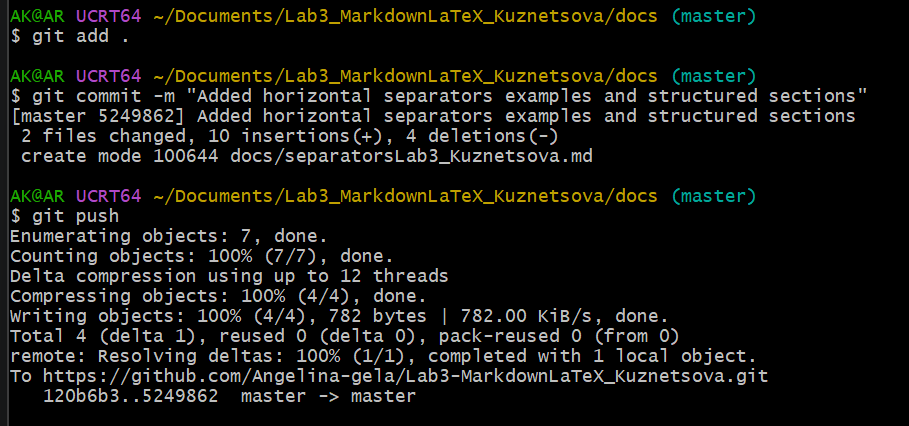 AK@AR UCRT64 ~/Documents/Lab3_MarkdownLaTeX_Kuznetsova/docs (master)
$ git add .
AK@AR UCRT64 ~/Documents/Lab3_MarkdownLaTeX_Kuznetsova/docs (master)
$ git commit -m "Added horizontal separators examples and structured sections"
[master 5249862] Added horizontal separators examples and structured sections
 2 files changed, 10 insertions(+), 4 deletions(-)
 create mode 100644 docs/separatorsLab3_Kuznetsova.md
AK@AR UCRT64 ~/Documents/Lab3_MarkdownLaTeX_Kuznetsova/docs (master)
$ git push
Enumerating objects: 7, done.
Counting objects: 100% (7/7), done.
Delta compression using up to 12 threads
Compressing objects: 100% (4/4), done.
Writing objects: 100% (4/4), 782 bytes | 782.00 KiB/s, done.
Total 4 (delta 1), reused 0 (delta 0), pack-reused 0 (from 0)
remote: Resolving deltas: 100% (1/1), completed with 1 local object.
To https://github.com/Angelina-gela/Lab3-MarkdownLaTeX_Kuznetsova.git
   120b6b3..5249862  master -> master